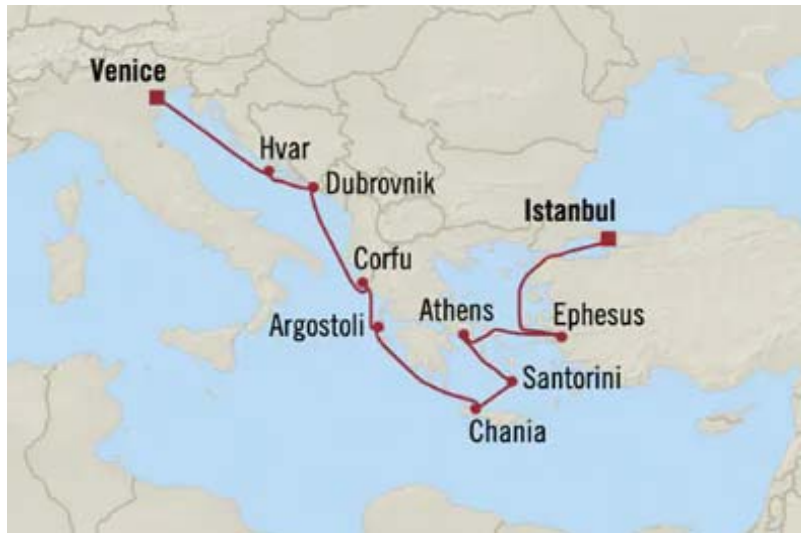 Venice
Hvar
Dubrovnik
Istanbul
Corfu
Athens
Ephesus
Argostoli
Santorini
Chania